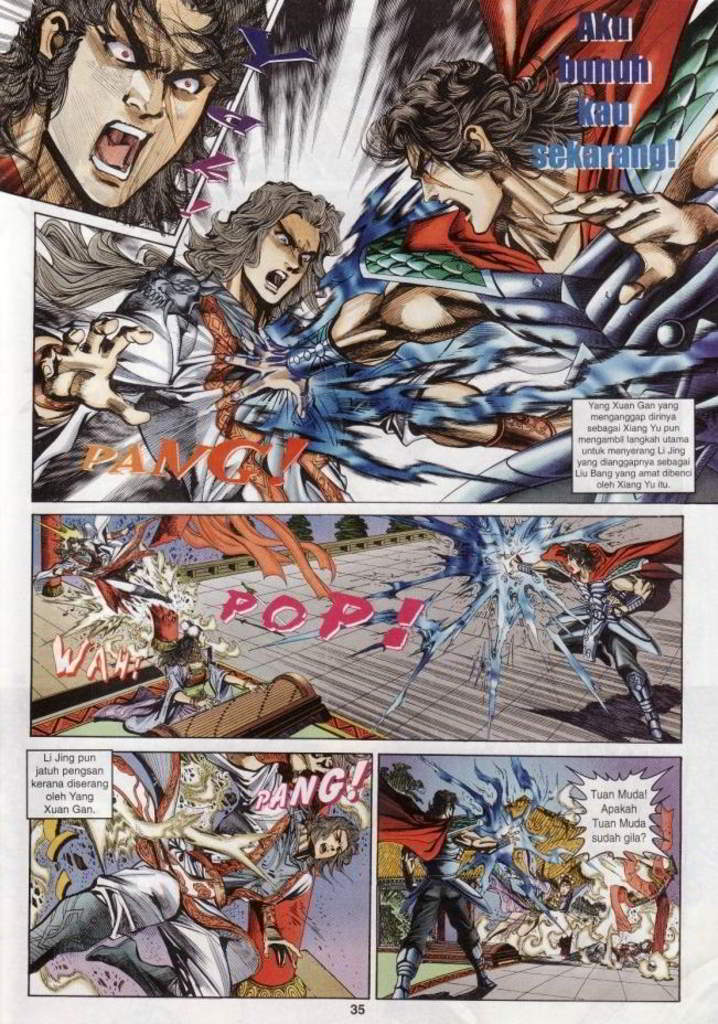 YAK!
Aku
bunuh
kau
sekarang!
PANG!
Yang Xuan Gan yang
menganggap dirinya
sebagai Xiang Yu pun
mengambil langkah utama
untuk menyerang Li Jing
yang dianggapnya sebagai
Liu Bang yang amat dibenci
oleh Xiang Yu itu.
POP!
WAH!
Li Jing pun
jatuh pengsan
kerana diserang
oleh Yang
Xuan Gan.
PANG!
Tuan Muda!
Apakah
Tuan Muda
sudah gila?
35